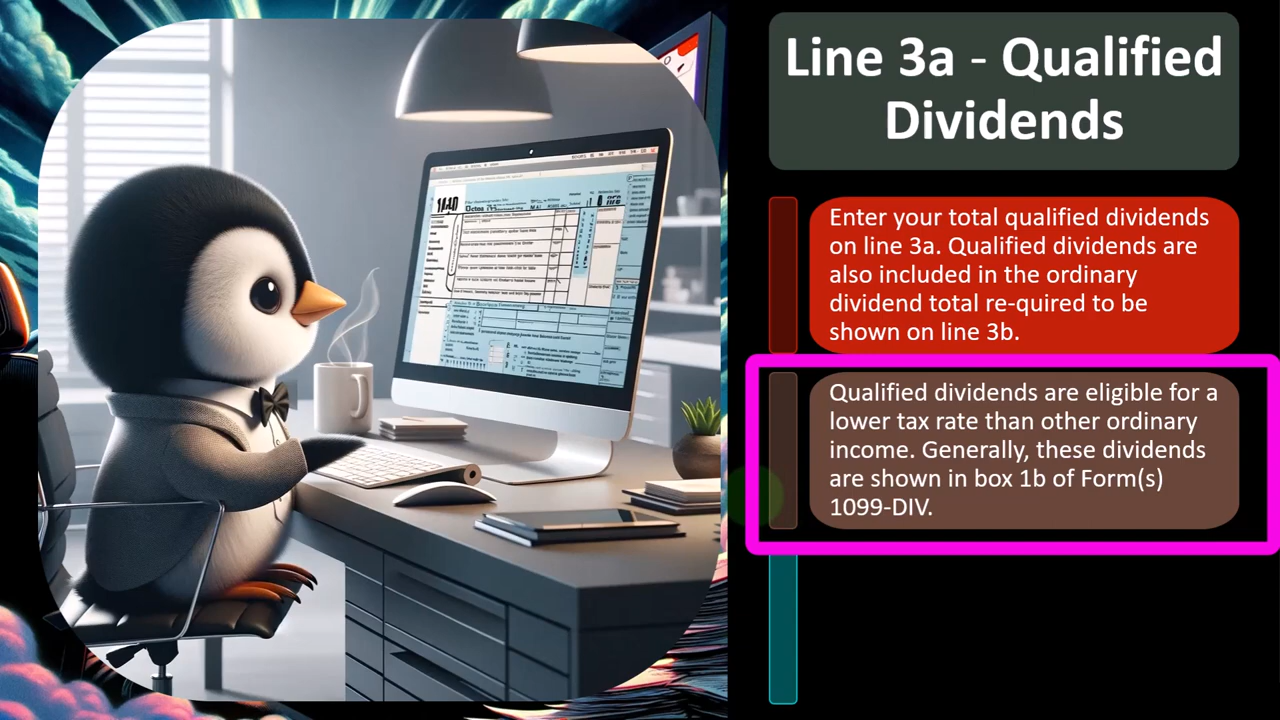 Line 3a - Qualified
Dividends
Enter your total qualified dividends
on line 3a. Qualified dividends are
also included in the ordinary
dividend total re-quired to be
shown on line 3b.
Qualified dividends are eligible for a
lower tax rate than other ordinary
income. Generally, these dividends
are shown in box 1b of Form(s)
1099-DIV.